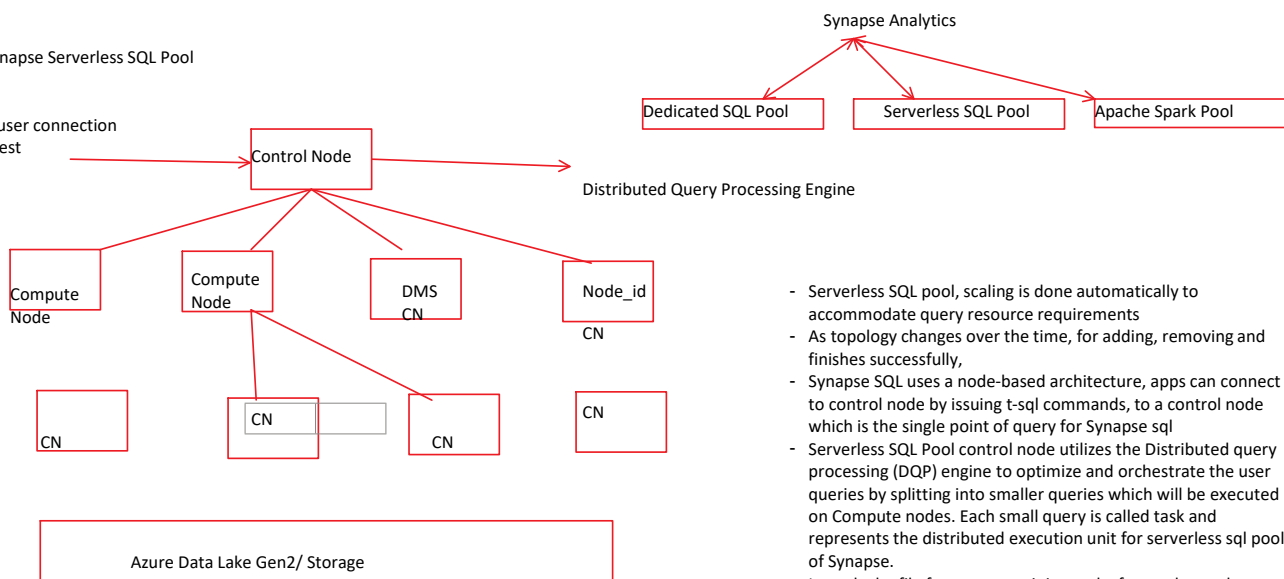 Synapse Analytics
napse Serverless SQL Pool
Dedicated SQL Pool
Serverless SQL Pool
Apache Spark Pool
user connection
est
Control Node
Distributed Query Processing Engine
Compute
Node
Compute
Node
DMS
CN
Node_id
CN
CN
CN
CN
CN
Azure Data Lake Gen2/ Storage
- Serverless SQL pool, scaling is done automatically to
accommodate query resource requirements
- As topology changes over the time, for adding, removing and
finishes successfully,
- Synapse SQL uses a node-based architecture, apps can connect
to control node by issuing t-sql commands, to a control node
which is the single point of query for Synapse sql
- Serverless SQL Pool control node utilizes the Distributed query
processing (DQP) engine to optimize and orchestrate the user
queries by splitting into smaller queries which will be executed
on Compute nodes. Each small query is called task and
represents the distributed execution unit for serverless sql pool
of Synapse.